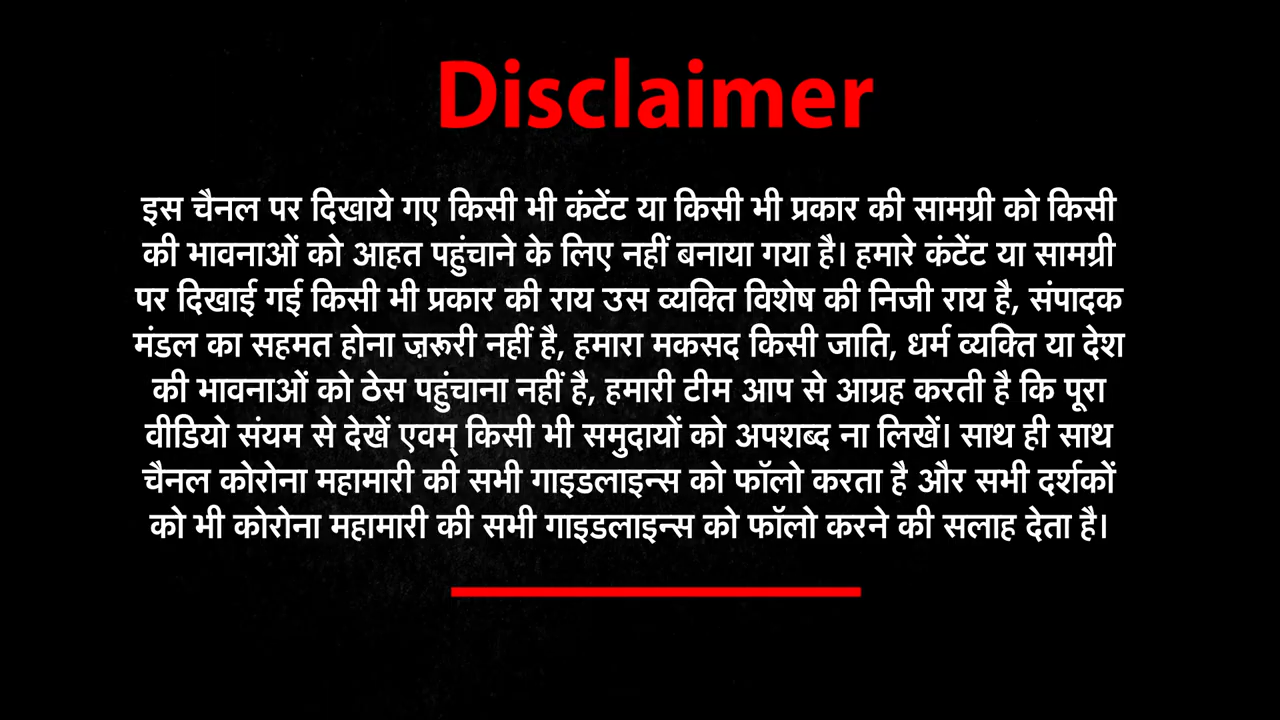 Disclaimer
इस चैनल पर दिखाये गए किसी भी कंटेंट या किसी भी प्रकार की सामग्री को किसी
की भावनाओं को आहत पहुंचाने के लिए नहीं बनाया गया है। हमारे कंटेंट या सामग्री
पर दिखाई गई किसी भी प्रकार की राय उस व्यक्ति विशेष की निजी राय है, संपादक
मंडल का सहमत होना ज़रूरी नहीं है, हमारा मकसद किसी जाति, धर्म व्यक्ति या देश
की भावनाओं को ठेस पहुंचाना नहीं है, हमारी टीम आप से आग्रह करती है कि पूरा
वीडियो संयम से देखें एवम् किसी भी समुदायों को अपशब्द ना लिखें। साथ ही साथ
चैनल कोरोना महामारी की सभी गाइडलाइन्स को फॉलो करता है और सभी दर्शकों
को भी कोरोना महामारी की सभी गाइडलाइन्स को फॉलो करने की सलाह देता है।